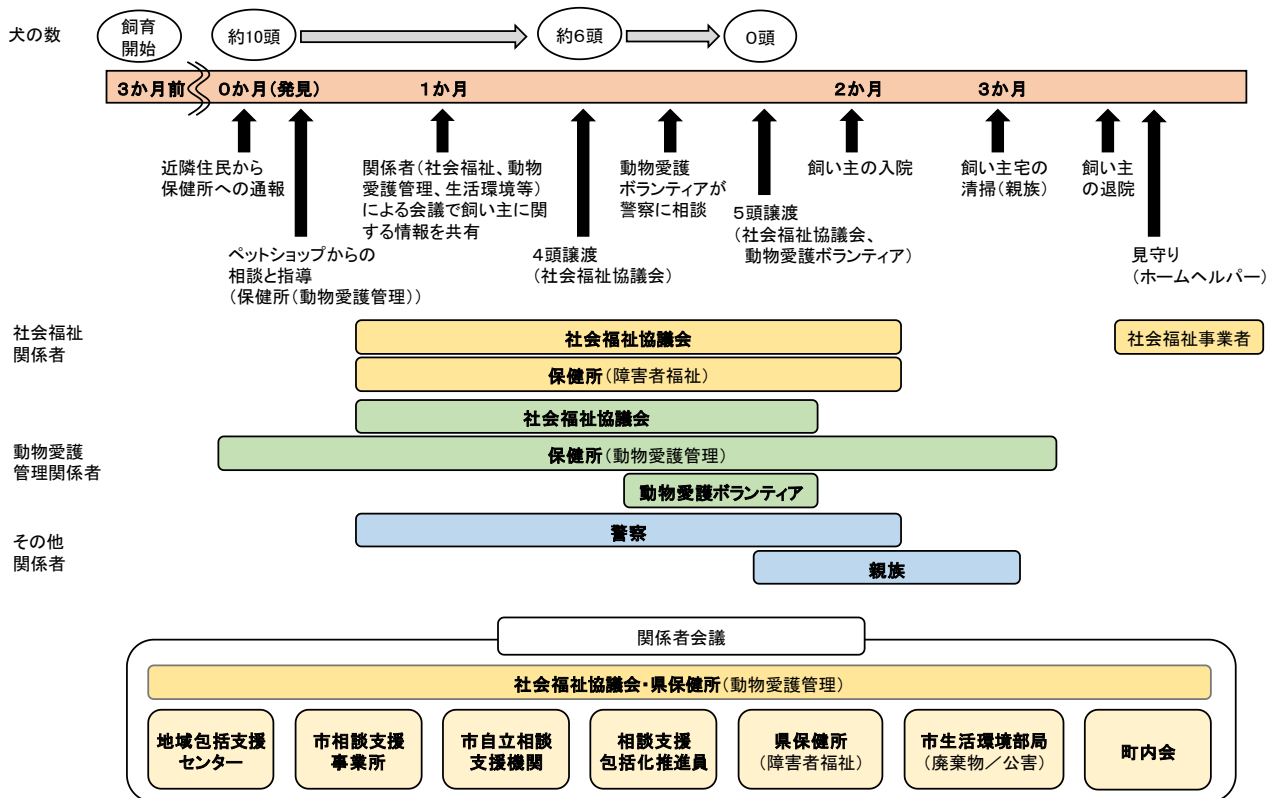 犬の数
飼育
開始
約10頭
約6頭
0頭
3か月前
0か月(発見)
1か月
2か月
3か月
近隣住民から
保健所への通報
ペットショップからの
相談と指導
(保健所(動物愛護管理))
関係者(社会福祉、動物
愛護管理、生活環境等)
による会議で飼い主に関
する情報を共有
4頭譲渡
(社会福祉協議会)
動物愛護
ボランティアが
警察に相談
5頭譲渡
(社会福祉協議会、
動物愛護ボランティア)
飼い主の入院
飼い主宅の
清掃(親族)
飼い主
の退院
見守り
(ホームヘルパー)
社会福祉
関係者
社会福祉協議会
社会福祉事業者
保健所(障害者福祉)
動物愛護
管理関係者
社会福祉協議会
保健所(動物愛護管理)
動物愛護ボランティア
その他
関係者
警察
親族
関係者会議
社会福祉協議会・県保健所(動物愛護管理)
地域包括支援
センター
市相談支援
事業所
市自立相談
支援機関
相談支援
包括化推進員
県保健所
(障害者福祉)
市生活環境部局
(廃棄物/公害)
町内会